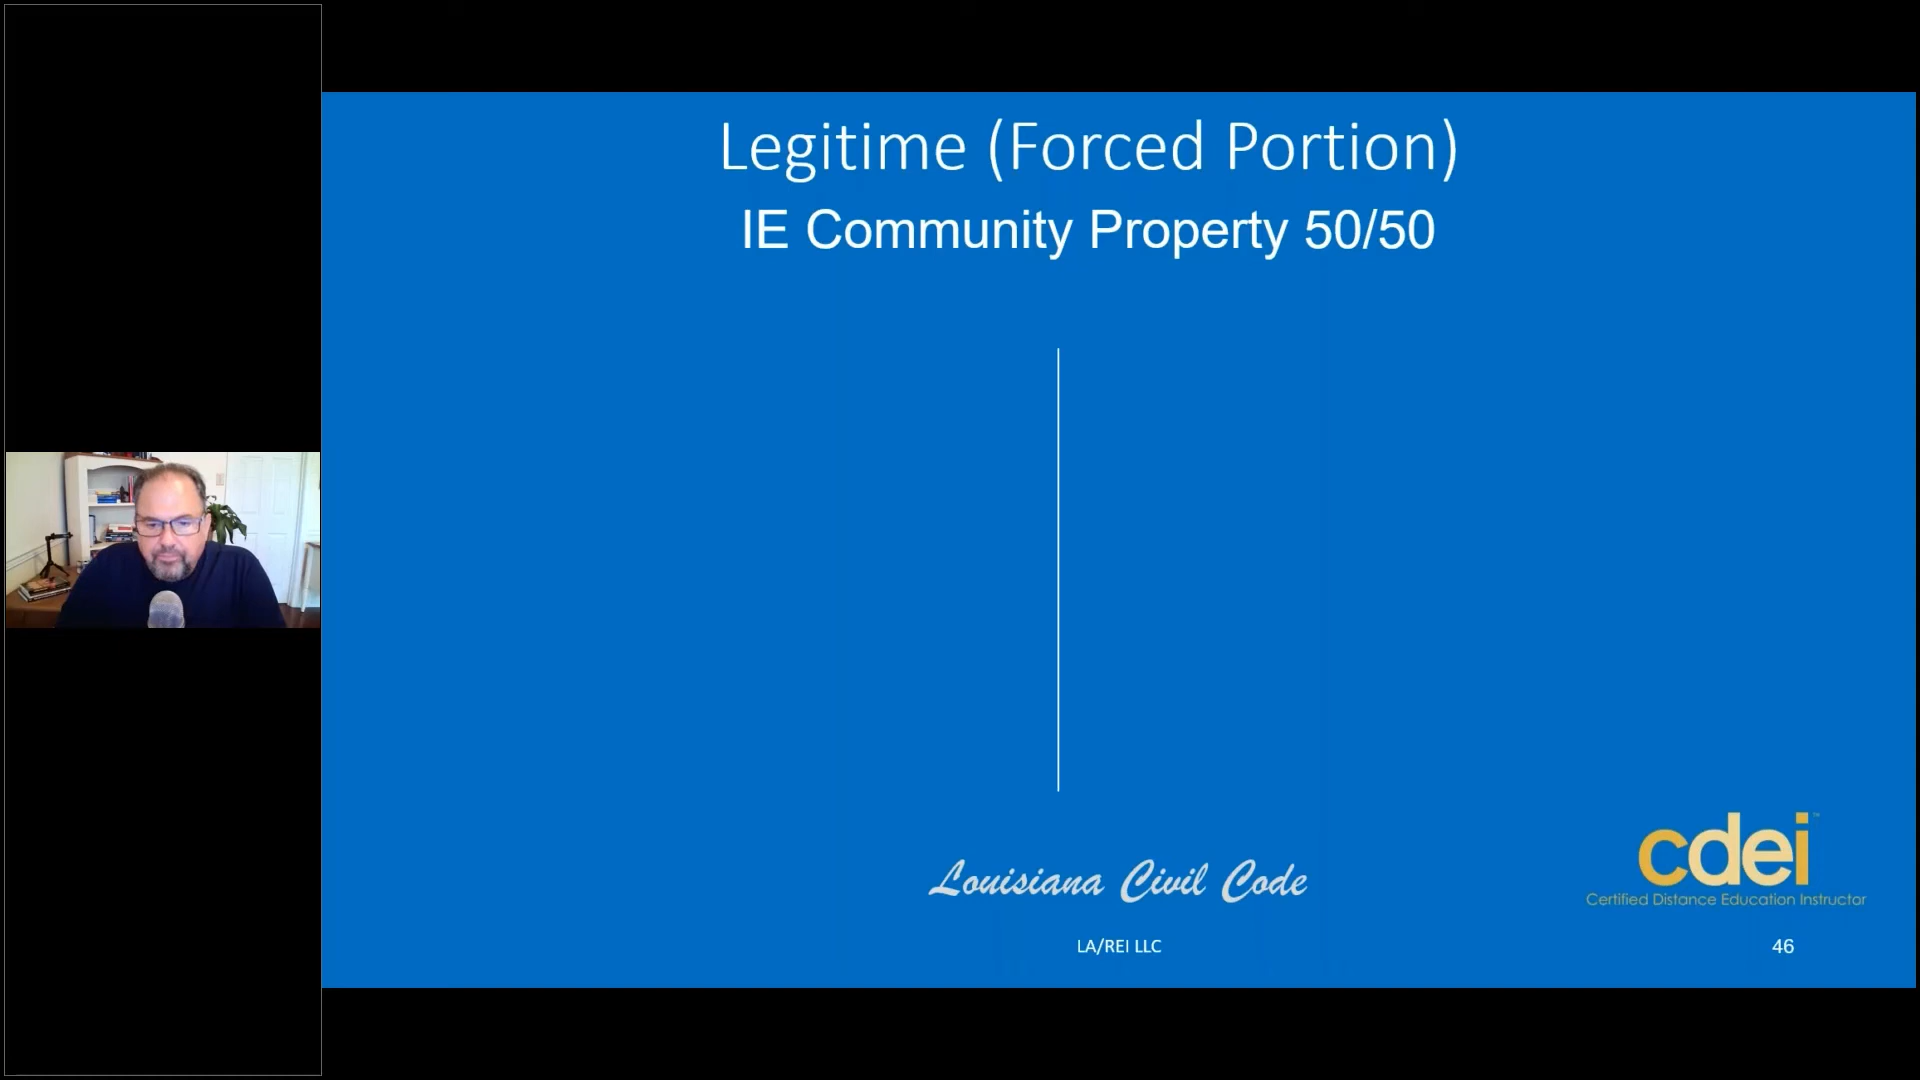 Legitime (Forced Portion)
IE Community Property 50/50
Louisiana Civil Code
cdei
Certified Distance Education Instructor
LA/REI LLC
46